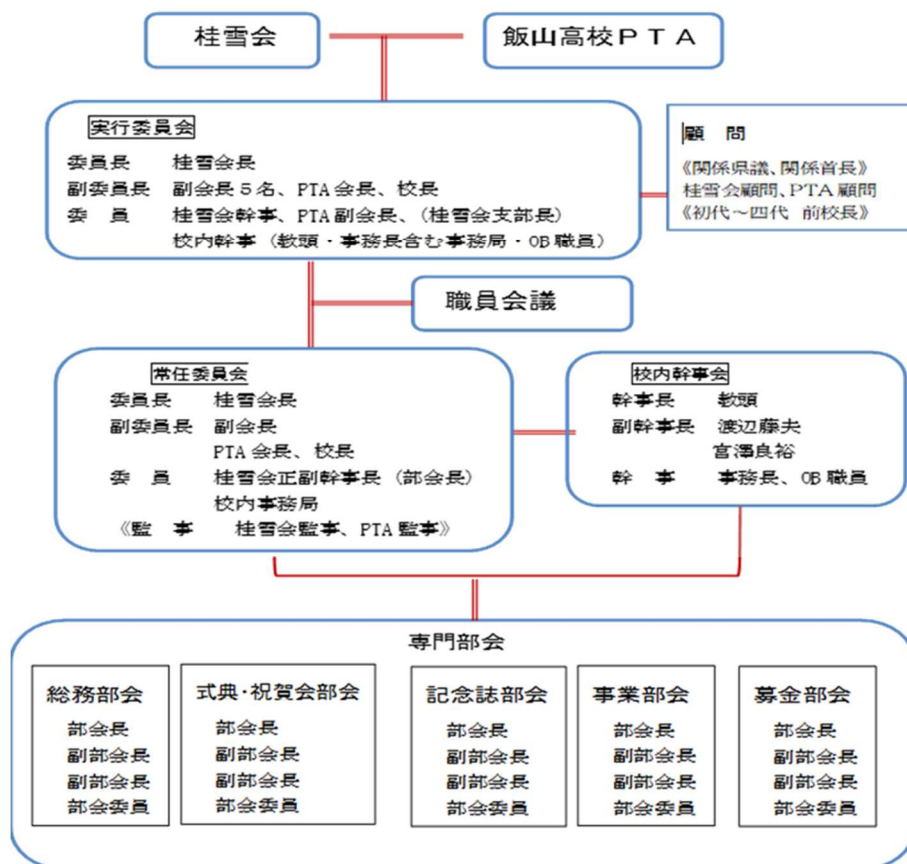 桂雪会
飯山高校ＰＴＡ
実行委員会
委員長 桂雪会長
副委員長 副会長５名、PTA会長、校長
委 員 桂雪会幹事、PTA副会長、(桂雪会支部長)
校内幹事（教頭・事務長含む事務局・OB職員）
顧 問
《関係県議、関係首長》
桂雪会顧問、PTA顧問
《初代～四代 前校長》
職員会議
常任委員会
委員長 桂雪会長
副委員長 副会長
PTA会長、校長
委 員 桂雪会正副幹事長（部会長）
校内事務局
《監 事 桂雪会監事、PTA監事》
校内幹事会
幹事長 教頭
副幹事長 渡辺藤夫
宮澤良裕
幹 事 事務長、OB職員
専門部会
総務部会
部会長
副部会長
副部会長
部会委員
式典・祝賀会部会
部会長
副部会長
副部会長
部会委員
記念誌部会
部会長
副部会長
副部会長
部会委員
事業部会
部会長
副部会長
副部会長
部会委員
募金部会
部会長
副部会長
副部会長
部会委員